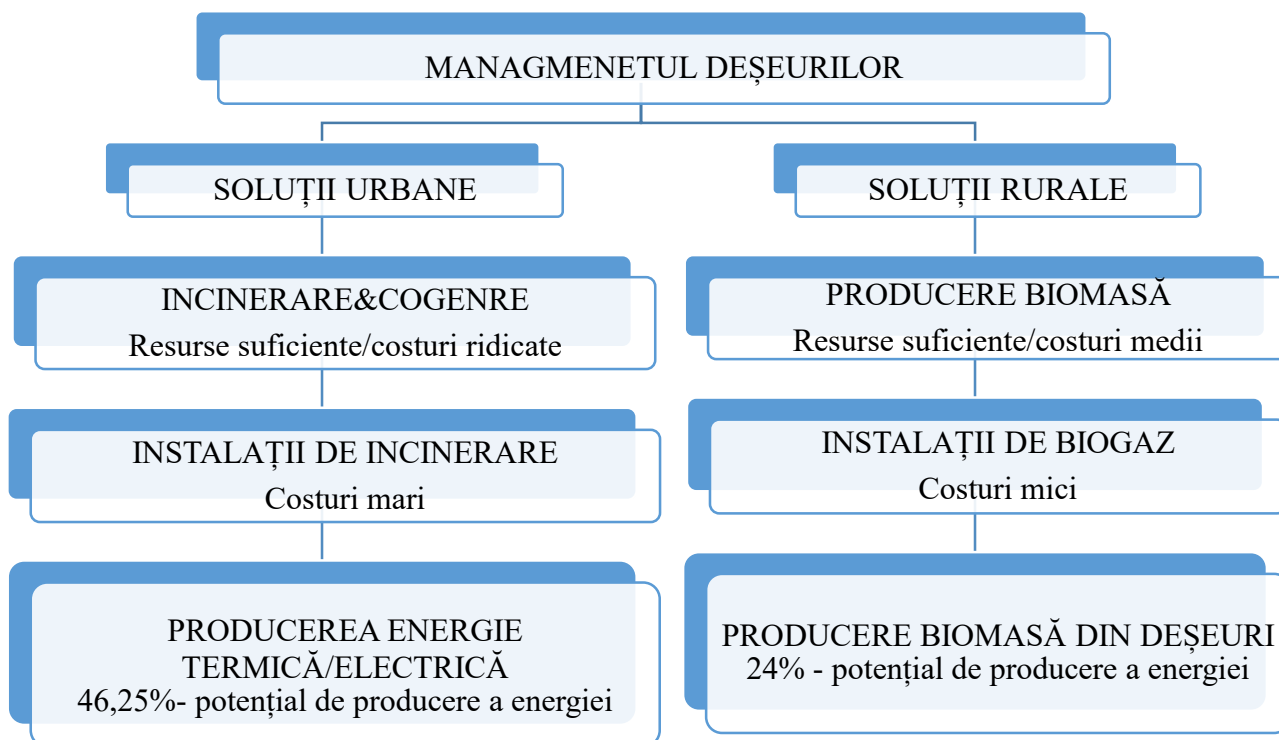 MANAGMENETUL DEȘEURILOR
SOLUȚII URBANE
SOLUȚII RURALE
INCINERARE&COGENRE
Resurse suficiente/costuri ridicate
PRODUCERE BIOMASĂ
Resurse suficiente/costuri medii
INSTALAȚII DE INCINERARE
Costuri mari
INSTALAȚII DE BIOGAZ
Costuri mici
PRODUCEREA ENERGIE
TERMICĂ/ELECTRICĂ
46,25%- potențial de producere a energiei
PRODUCERE BIOMASĂ DIN DEȘEURI
24% - potențial de producere a energiei